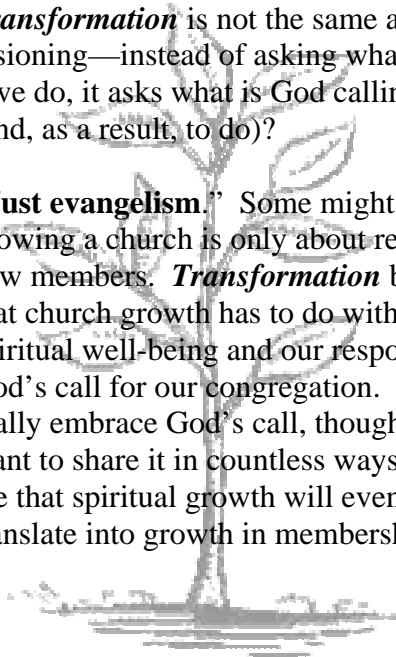 ransformation is not the same a
sioning—instead of asking wha
we do, it asks what is God callin
nd, as a result, to do)?
ust evangelism.” Some might
owing a church is only about re
w members. Transformation b
at church growth has to do with
iritual well-being and our respo
od’s call for our congregation.
ally embrace God’s call, though
ant to share it in countless ways
e that spiritual growth will even
anslate into growth in membersh